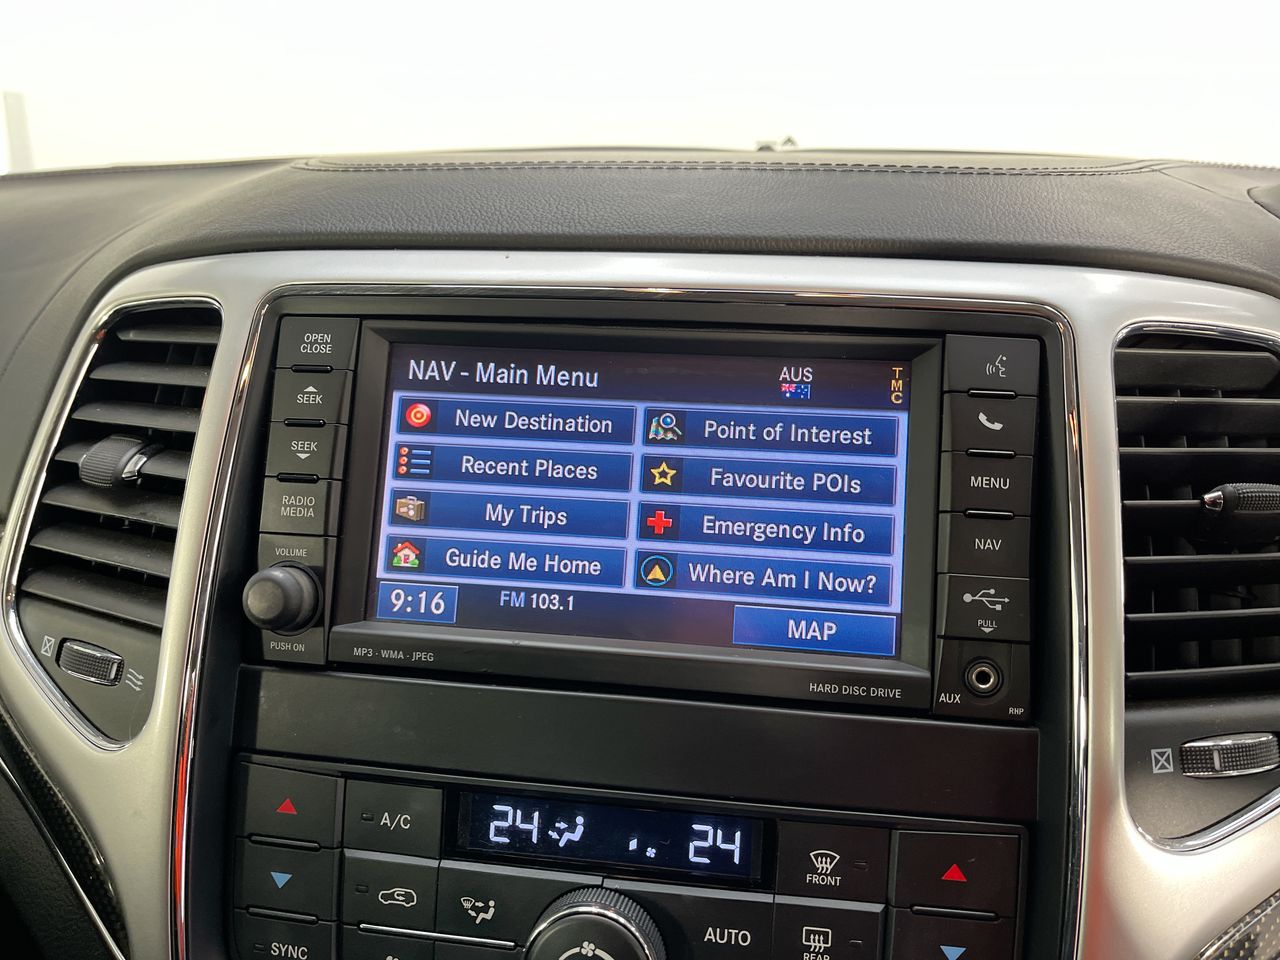 OPEN
CLOSE
SEEK
SEEK
RADIO
MEDIA
VOLUME
PUSH ON
NAV - Main Menu
AUS
TMC
New Destination
Point of Interest
Recent Places
Favourite POIs
My Trips
Emergency Info
Guide Me Home
Where Am I Now?
9:16
FM 103.1
MAP
MP3 · WMA · JPEG
HARD DISC DRIVE
MENU
NAV
PULL
AUX
RHP
A/C
24
24
FRONT
SYNC
AUTO
REAR